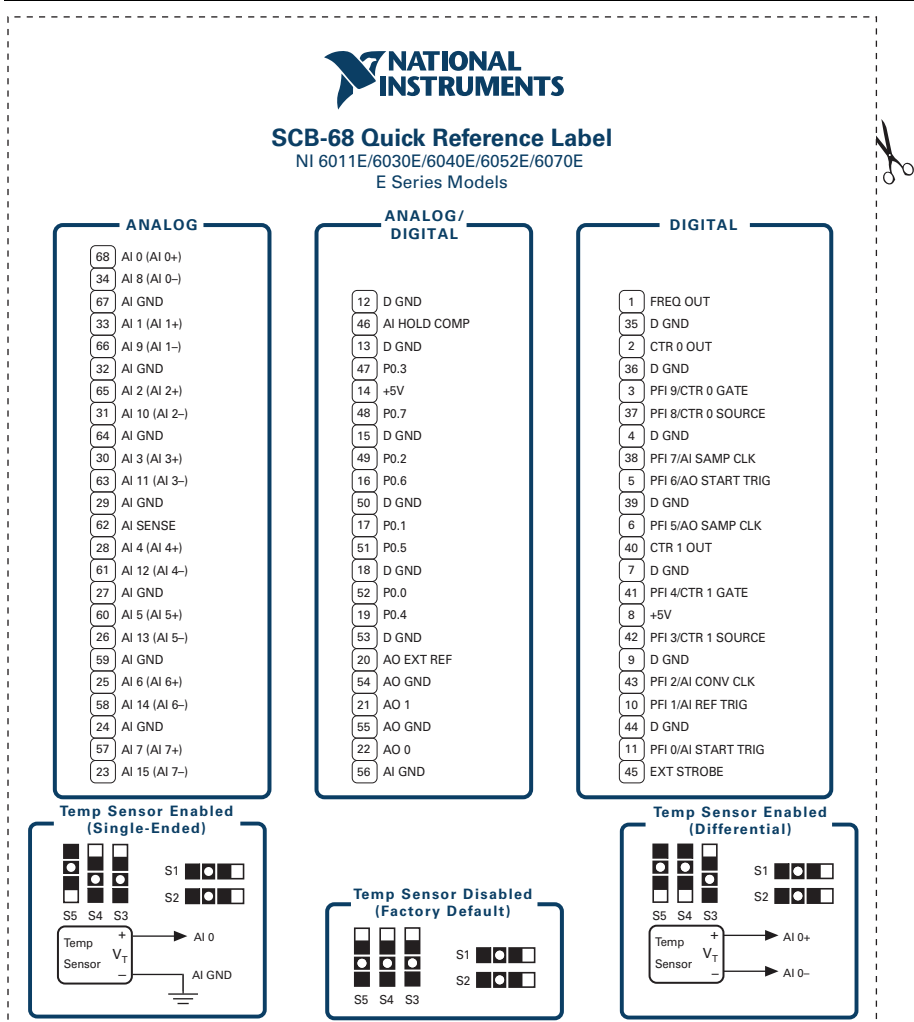 NATIONAL
INSTRUMENTS
SCB-68 Quick Reference Label
NI 6011E/6030E/6040E/6052E/6070E
E Series Models
ANALOG
68 AI 0 (AI 0+)
34 AI 8 (AI 0–)
67 AI GND
33 AI 1 (AI 1+)
66 AI 9 (AI 1–)
32 AI GND
65 AI 2 (AI 2+)
31 AI 10 (AI 2–)
64 AI GND
30 AI 3 (AI 3+)
63 AI 11 (AI 3–)
29 AI GND
62 AI SENSE
28 AI 4 (AI 4+)
61 AI 12 (AI 4–)
27 AI GND
60 AI 5 (AI 5+)
26 AI 13 (AI 5–)
59 AI GND
25 AI 6 (AI 6+)
58 AI 14 (AI 6–)
24 AI GND
57 AI 7 (AI 7+)
23 AI 15 (AI 7–)
ANALOG/
DIGITAL
12 D GND
46 AI HOLD COMP
13 D GND
47 P0.3
14 +5V
48 P0.7
15 D GND
49 P0.2
16 P0.6
50 D GND
17 P0.1
51 P0.5
18 D GND
52 P0.0
19 P0.4
53 D GND
20 AO EXT REF
54 AO GND
21 AO 1
55 AO GND
22 AO 0
56 AI GND
DIGITAL
1 FREQ OUT
35 D GND
2 CTR 0 OUT
36 D GND
3 PFI 9/CTR 0 GATE
37 PFI 8/CTR 0 SOURCE
4 D GND
38 PFI 7/AI SAMP CLK
5 PFI 6/AO START TRIG
39 D GND
6 PFI 5/AO SAMP CLK
40 CTR 1 OUT
7 D GND
41 PFI 4/CTR 1 GATE
8 +5V
42 PFI 3/CTR 1 SOURCE
9 D GND
43 PFI 2/AI CONV CLK
10 PFI 1/AI REF TRIG
44 D GND
11 PFI 0/AI START TRIG
45 EXT STROBE
Temp Sensor Enabled
(Single-Ended)
S1
S2
S5 S4 S3
Temp
Sensor
+
VT
–
AI 0
AI GND
Temp Sensor Disabled
(Factory Default)
S1
S2
S5 S4 S3
Temp Sensor Enabled
(Differential)
S1
S2
S5 S4 S3
Temp
Sensor
+
VT
–
AI 0+
AI 0–